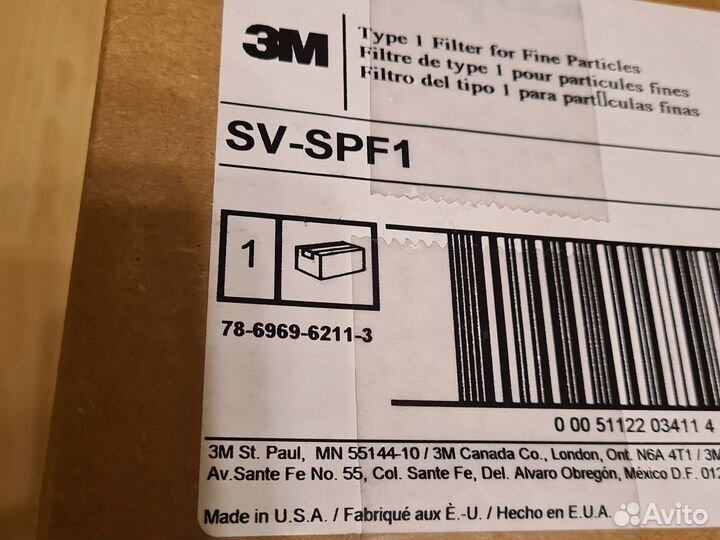 3M
Type 1 Filter for Fine Particles
Filtre de type 1 pour particules fines
Filtro del tipo 1 para part▯culas finas
SV-SPF1
1
78-6969-6211-3
0 00 51122 03411 4
3M St. Paul, MN 55144-10 / 3M Canada Co., London, Ont. N6A 4T1 / 3M
Av.Sante Fe No. 55, Col. Sante Fe, Del. Alvaro Obregón, México D.F. 012
Made in U.S.A. / Fabriqué aux È.-U. / Hecho en E.U.A.
Avito